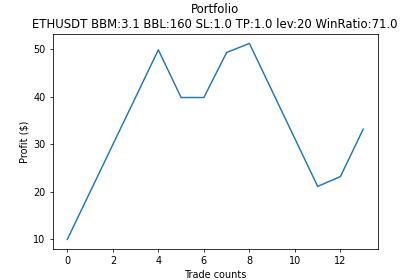 Portfolio
ETHUSDT BBM:3.1 BBL:160 SL:1.0 TP:1.0 lev:20 WinRatio:71.0
50
40
30
20
10
Profit ($)
0 2 4 6 8 10 12
Trade counts